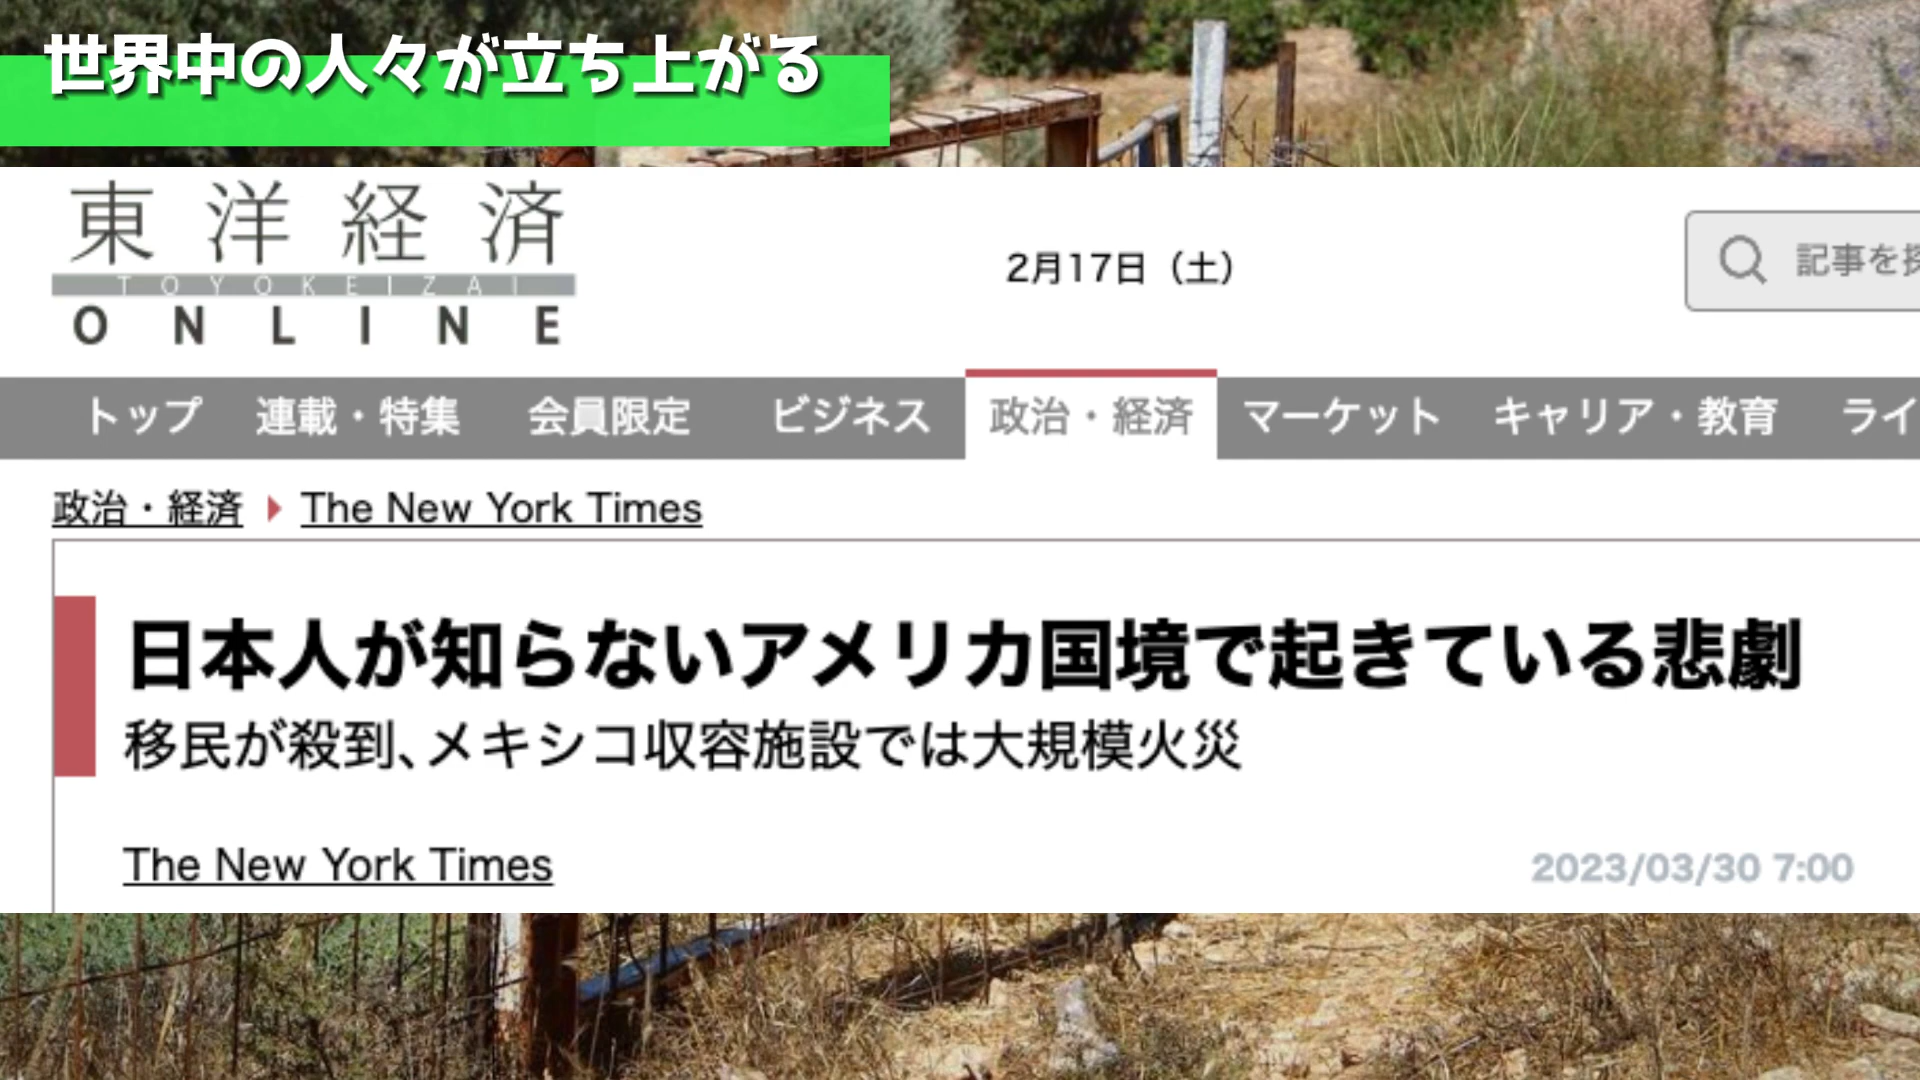 世界中の人々が立ち上がる
東洋経済
TOYOKEIZAI
ONLINE
2月17日（土）
記事を探
トップ 連載・特集 会員限定 ビジネス 政治・経済 マーケット キャリア・教育 ライ
政治・経済 The New York Times
日本人が知らないアメリカ国境で起きている悲劇
移民が殺到、メキシコ収容施設では大規模火災
The New York Times
2023/03/30 7:00